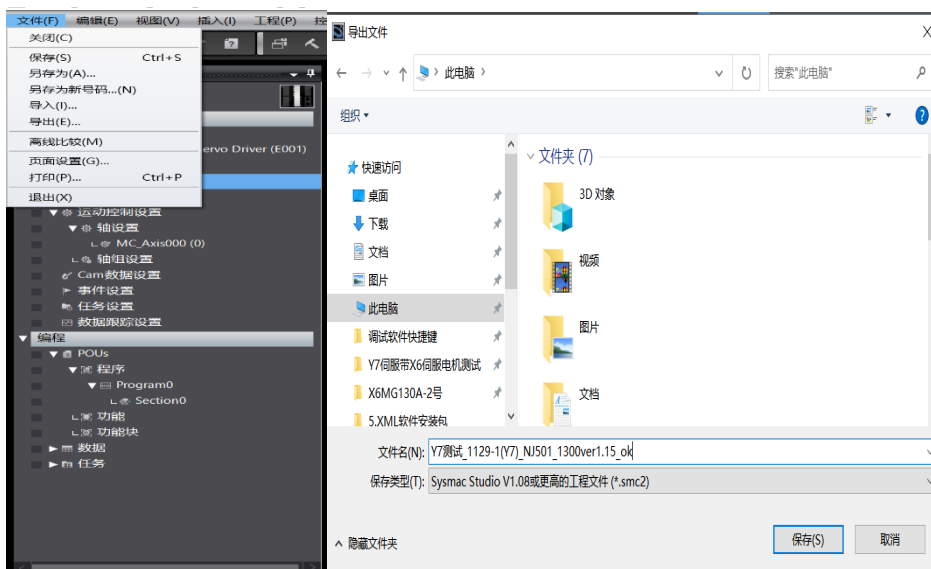 文件(F) 编辑(E) 视图(V) 插入(I) 工程(P) 控
关闭(C)
保存(S) Ctrl+S
另存为(A)...
另存为新号码...(N)
导入(I)...
导出(E)...
离线比较(M)
页面设置(G)...
打印(P)... Ctrl+P
退出(X)
ervo Driver (E001)
运动控制设置
轴设置
MC_Axis000 (0)
轴组设置
Cam数据设置
事件设置
任务设置
数据跟踪设置
编程
POUs
程序
Program0
Section0
功能
功能块
数据
任务
导出文件
此电脑
搜索"此电脑"
组织
快速访问
桌面
下载
文档
图片
此电脑
调试软件快捷键
Y7伺服带X6伺服电机测试
X6MG130A-2号
5.XML软件安装包
文件夹 (7)
3D 对象
视频
图片
文档
文件名(N): Y7测试_1129-1(Y7)_NJ501_1300ver1.15_ok
保存类型(T): Sysmac Studio V1.08或更高的工程文件 (*.smc2)
隐藏文件夹
保存(S) 取消